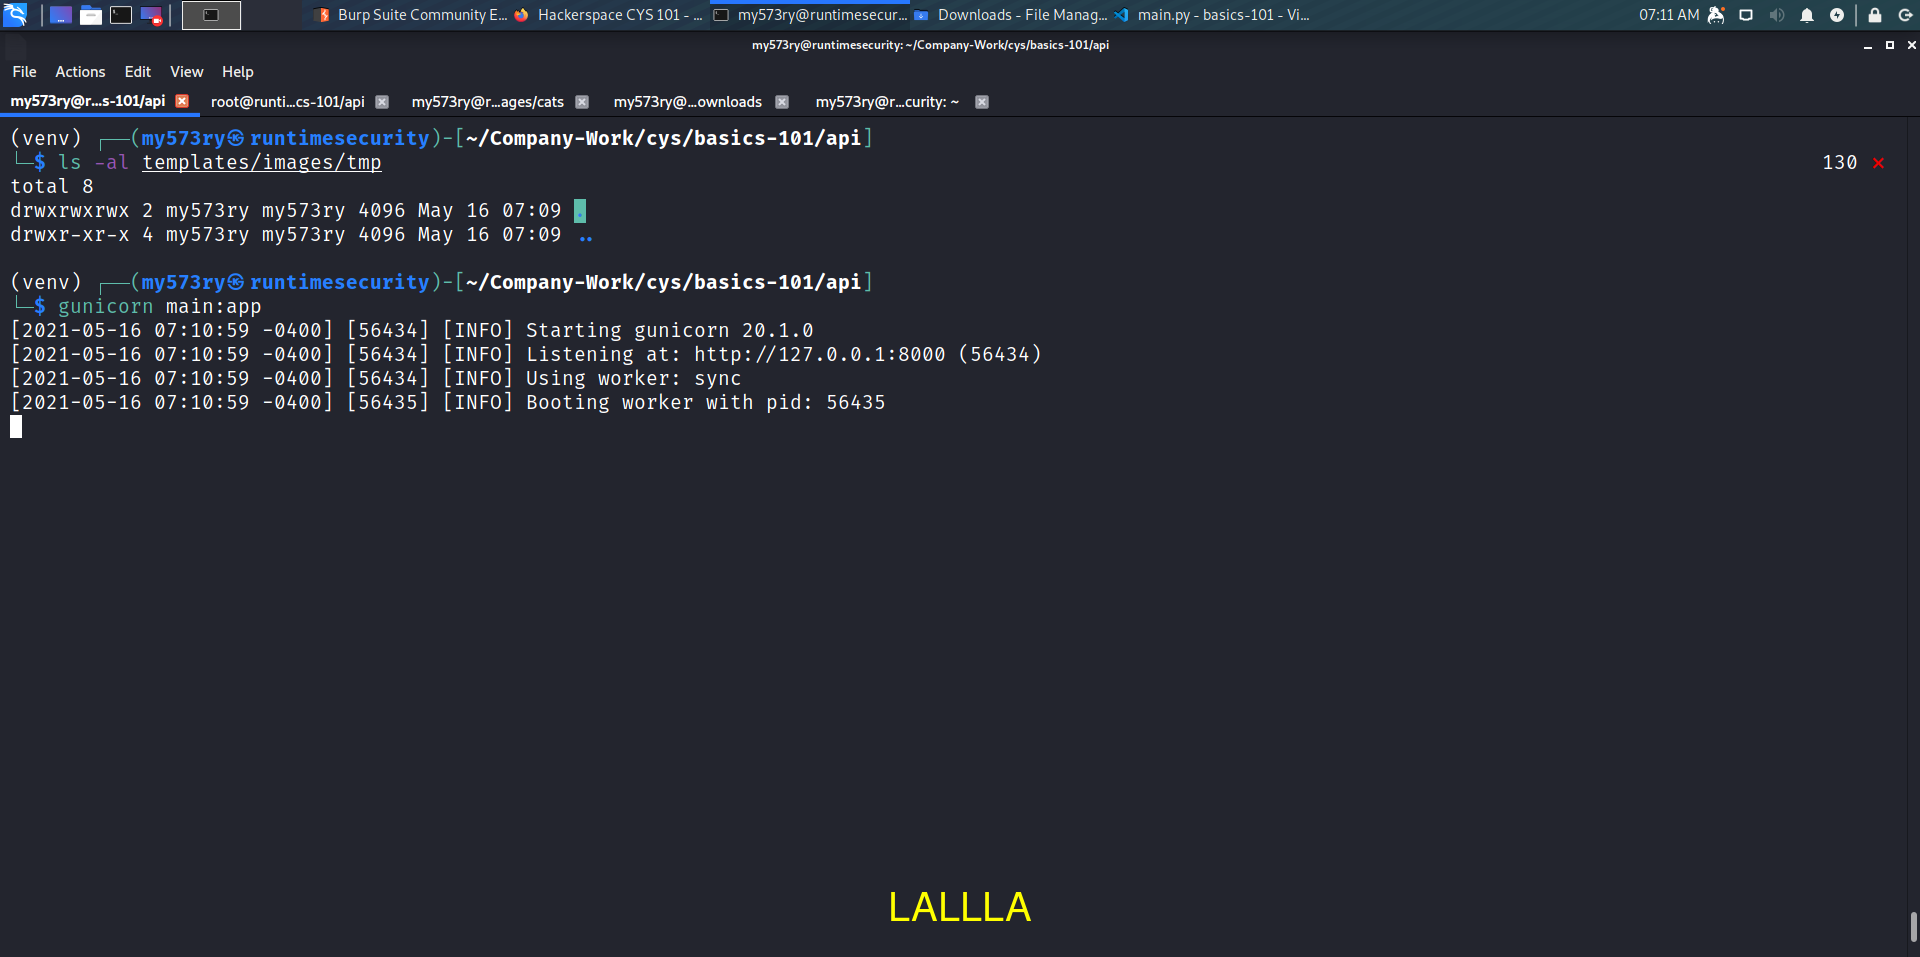 Burp Suite Community E... Hackerspace CYS 101 - ... my573ry@runtimesecur... Downloads - File Manag... main.py - basics-101 - Vi... 07:11 AM
my573ry@runtimesecurity: ~/Company-Work/cys/basics-101/api
File Actions Edit View Help
my573ry@r...s-101/api root@runti...cs-101/api my573ry@r...ages/cats my573ry@...ownloads my573ry@r...curity: ~
(venv) ┌──(my573ry㉿runtimesecurity)-[~/Company-Work/cys/basics-101/api]
└─$ ls -al templates/images/tmp 130 ⨯
total 8
drwxrwxrwx 2 my573ry my573ry 4096 May 16 07:09 .
drwxr-xr-x 4 my573ry my573ry 4096 May 16 07:09 ..
(venv) ┌──(my573ry㉿runtimesecurity)-[~/Company-Work/cys/basics-101/api]
└─$ gunicorn main:app
[2021-05-16 07:10:59 -0400] [56434] [INFO] Starting gunicorn 20.1.0
[2021-05-16 07:10:59 -0400] [56434] [INFO] Listening at: http://127.0.0.1:8000 (56434)
[2021-05-16 07:10:59 -0400] [56434] [INFO] Using worker: sync
[2021-05-16 07:10:59 -0400] [56435] [INFO] Booting worker with pid: 56435
LALLLA